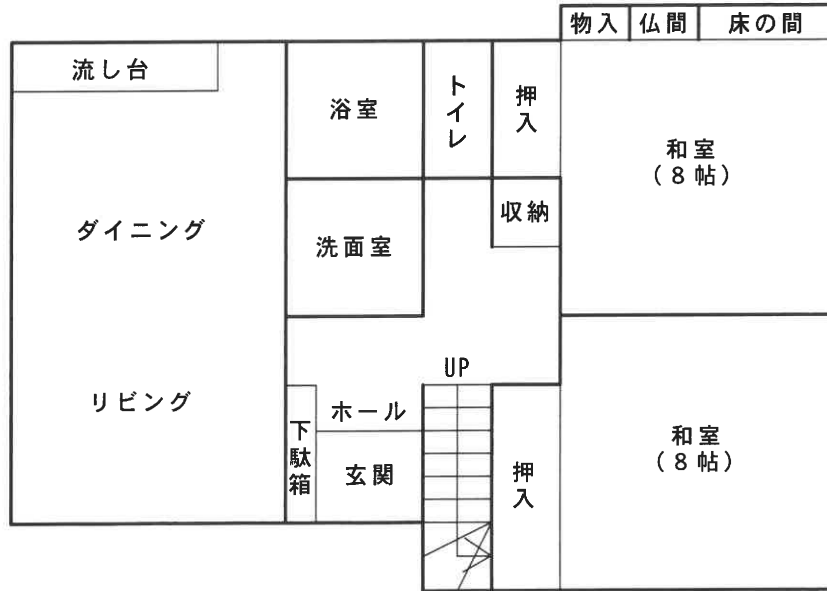 物入
仏間
床の間
流し台
浴室
トイレ
押入
和室
(8帖)
収納
ダイニング
洗面室
UP
リビング
ホール
下駄箱
玄関
押入
和室
(8帖)